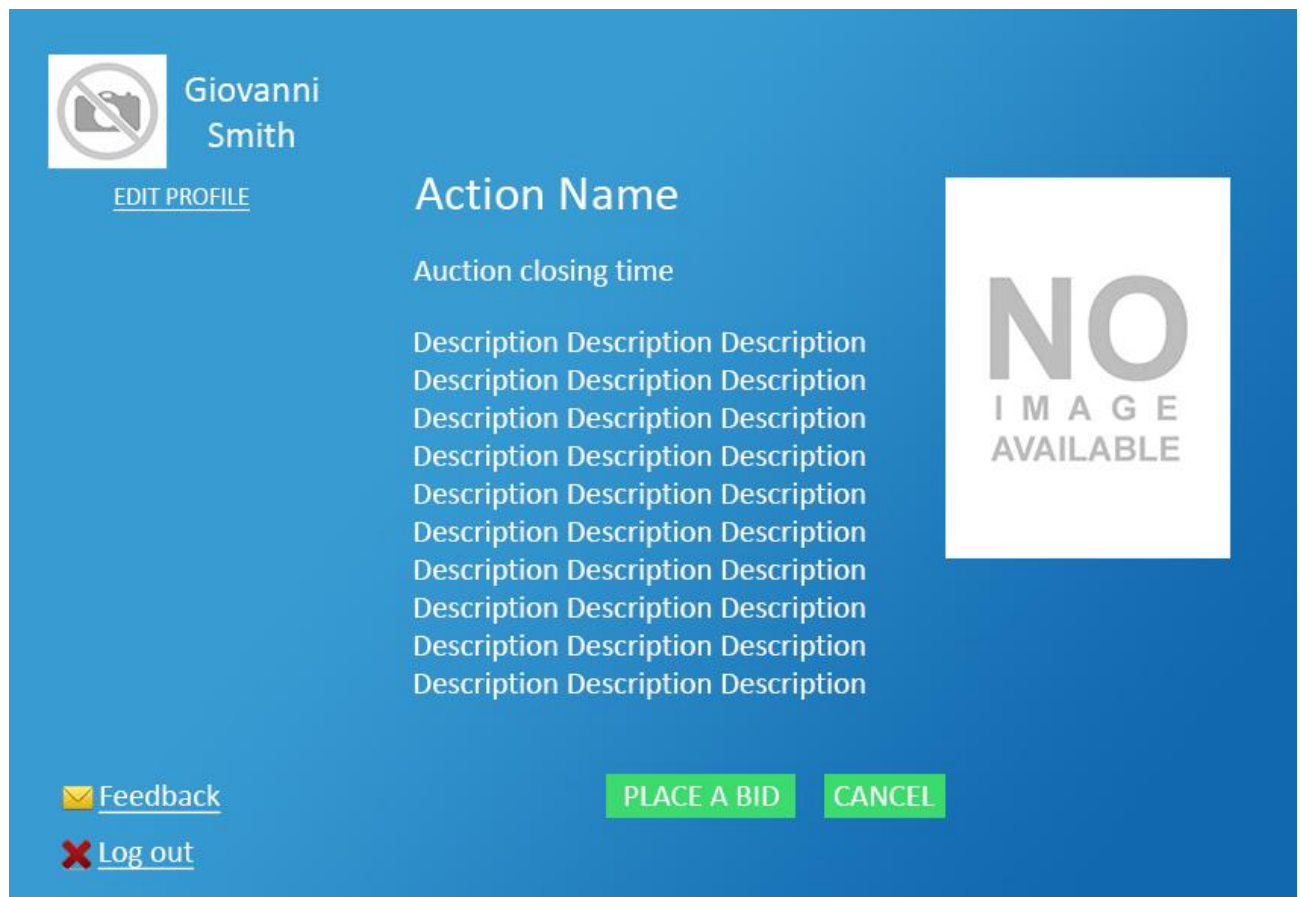 Giovanni
Smith
EDIT PROFILE
Action Name
Auction closing time
Description Description Description
Description Description Description
Description Description Description
Description Description Description
Description Description Description
Description Description Description
Description Description Description
Description Description Description
Description Description Description
Description Description Description
NO
IMAGE
AVAILABLE
PLACE A BID
CANCEL
Feedback
Log out